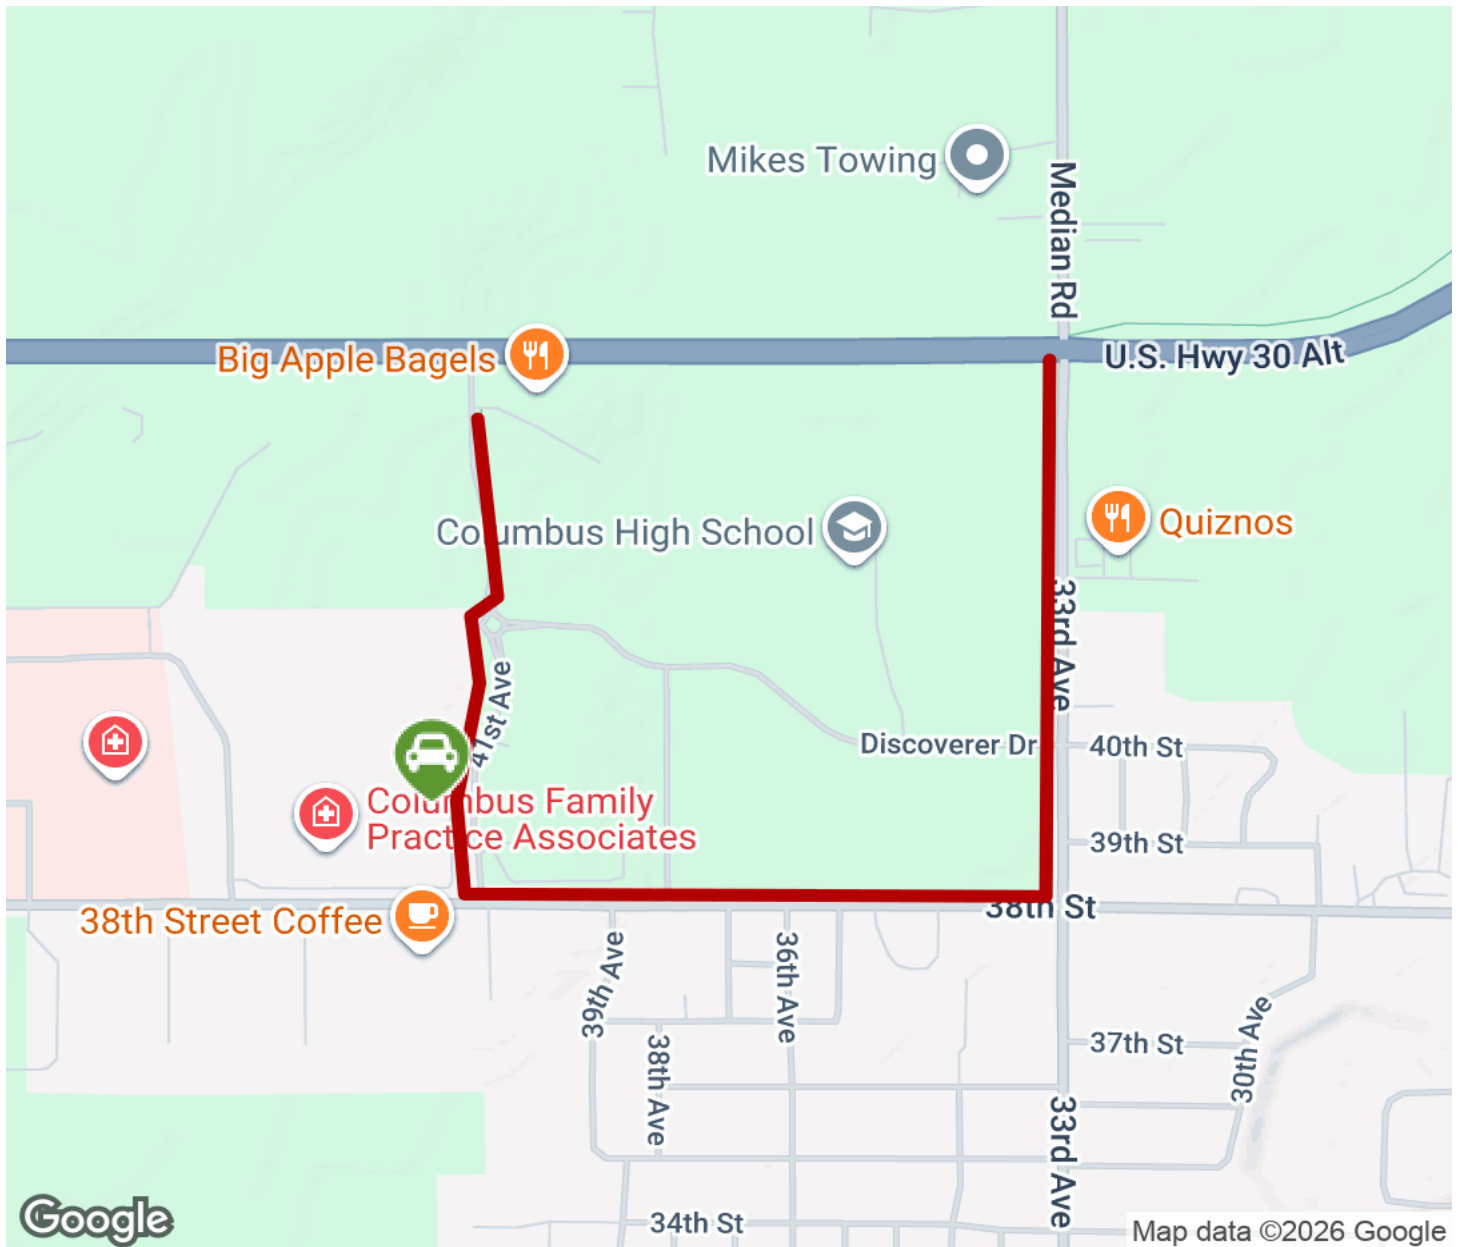 Mikes Towing
Median Rd
Big Apple Bagels
U.S. Hwy 30 Alt
Columbus High School
Quiznos
33rd Ave
41st Ave
Discoverer Dr
40th St
Columbus Family
Practice Associates
39th St
38th Street Coffee
38th St
39th Ave
36th Ave
38th Ave
37th St
30th Ave
33rd Ave
34th St
Google
Map data ©2026 Google